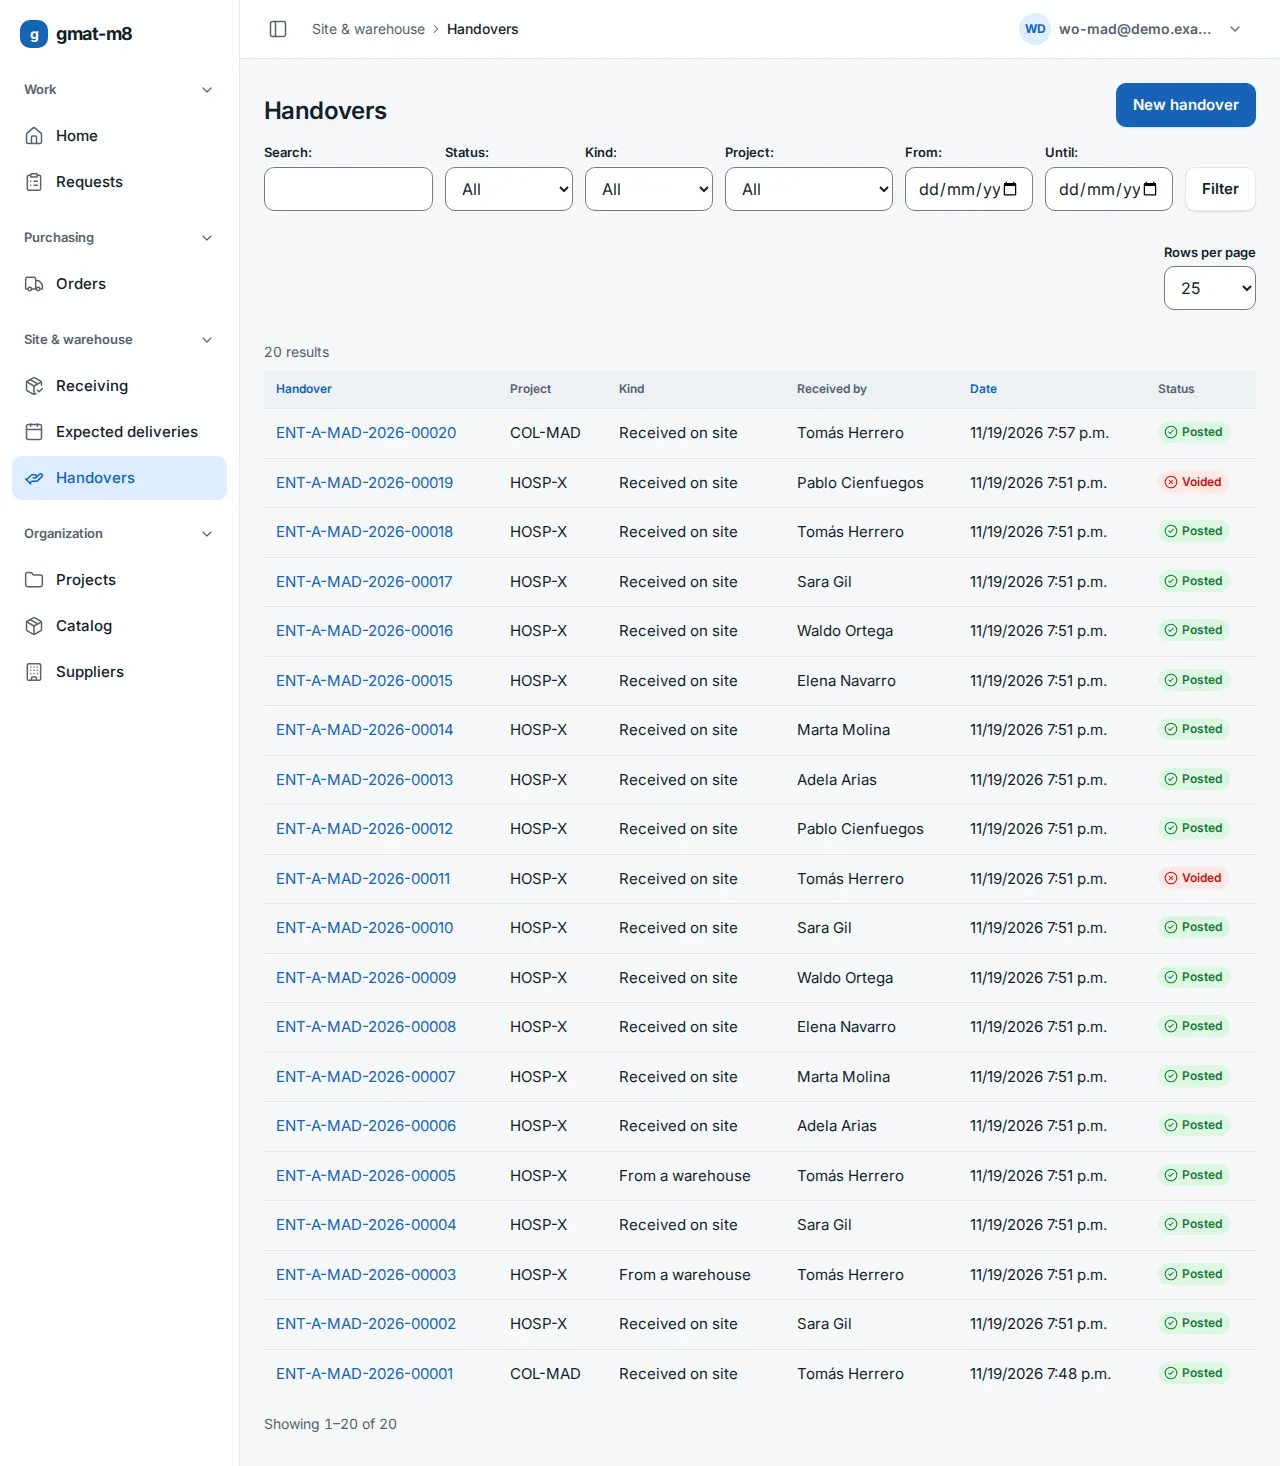 g gmat-m8
Site & warehouse > Handovers
WD wo-mad@demo.exa...
Work
Home
Requests
Purchasing
Orders
Site & warehouse
Receiving
Expected deliveries
Handovers
Organization
Projects
Catalog
Suppliers
Handovers
New handover
Search: Status: Kind: Project: From: Until:
All All All dd/mm/yy dd/mm/yy Filter
Rows per page
25
20 results
Handover Project Kind Received by Date Status
ENT-A-MAD-2026-00020 COL-MAD Received on site Tomás Herrero 11/19/2026 7:57 p.m. Posted
ENT-A-MAD-2026-00019 HOSP-X Received on site Pablo Cienfuegos 11/19/2026 7:51 p.m. Voided
ENT-A-MAD-2026-00018 HOSP-X Received on site Tomás Herrero 11/19/2026 7:51 p.m. Posted
ENT-A-MAD-2026-00017 HOSP-X Received on site Sara Gil 11/19/2026 7:51 p.m. Posted
ENT-A-MAD-2026-00016 HOSP-X Received on site Waldo Ortega 11/19/2026 7:51 p.m. Posted
ENT-A-MAD-2026-00015 HOSP-X Received on site Elena Navarro 11/19/2026 7:51 p.m. Posted
ENT-A-MAD-2026-00014 HOSP-X Received on site Marta Molina 11/19/2026 7:51 p.m. Posted
ENT-A-MAD-2026-00013 HOSP-X Received on site Adela Arias 11/19/2026 7:51 p.m. Posted
ENT-A-MAD-2026-00012 HOSP-X Received on site Pablo Cienfuegos 11/19/2026 7:51 p.m. Posted
ENT-A-MAD-2026-00011 HOSP-X Received on site Tomás Herrero 11/19/2026 7:51 p.m. Voided
ENT-A-MAD-2026-00010 HOSP-X Received on site Sara Gil 11/19/2026 7:51 p.m. Posted
ENT-A-MAD-2026-00009 HOSP-X Received on site Waldo Ortega 11/19/2026 7:51 p.m. Posted
ENT-A-MAD-2026-00008 HOSP-X Received on site Elena Navarro 11/19/2026 7:51 p.m. Posted
ENT-A-MAD-2026-00007 HOSP-X Received on site Marta Molina 11/19/2026 7:51 p.m. Posted
ENT-A-MAD-2026-00006 HOSP-X Received on site Adela Arias 11/19/2026 7:51 p.m. Posted
ENT-A-MAD-2026-00005 HOSP-X From a warehouse Tomás Herrero 11/19/2026 7:51 p.m. Posted
ENT-A-MAD-2026-00004 HOSP-X Received on site Sara Gil 11/19/2026 7:51 p.m. Posted
ENT-A-MAD-2026-00003 HOSP-X From a warehouse Tomás Herrero 11/19/2026 7:51 p.m. Posted
ENT-A-MAD-2026-00002 HOSP-X Received on site Sara Gil 11/19/2026 7:51 p.m. Posted
ENT-A-MAD-2026-00001 COL-MAD Received on site Tomás Herrero 11/19/2026 7:48 p.m. Posted
Showing 1–20 of 20